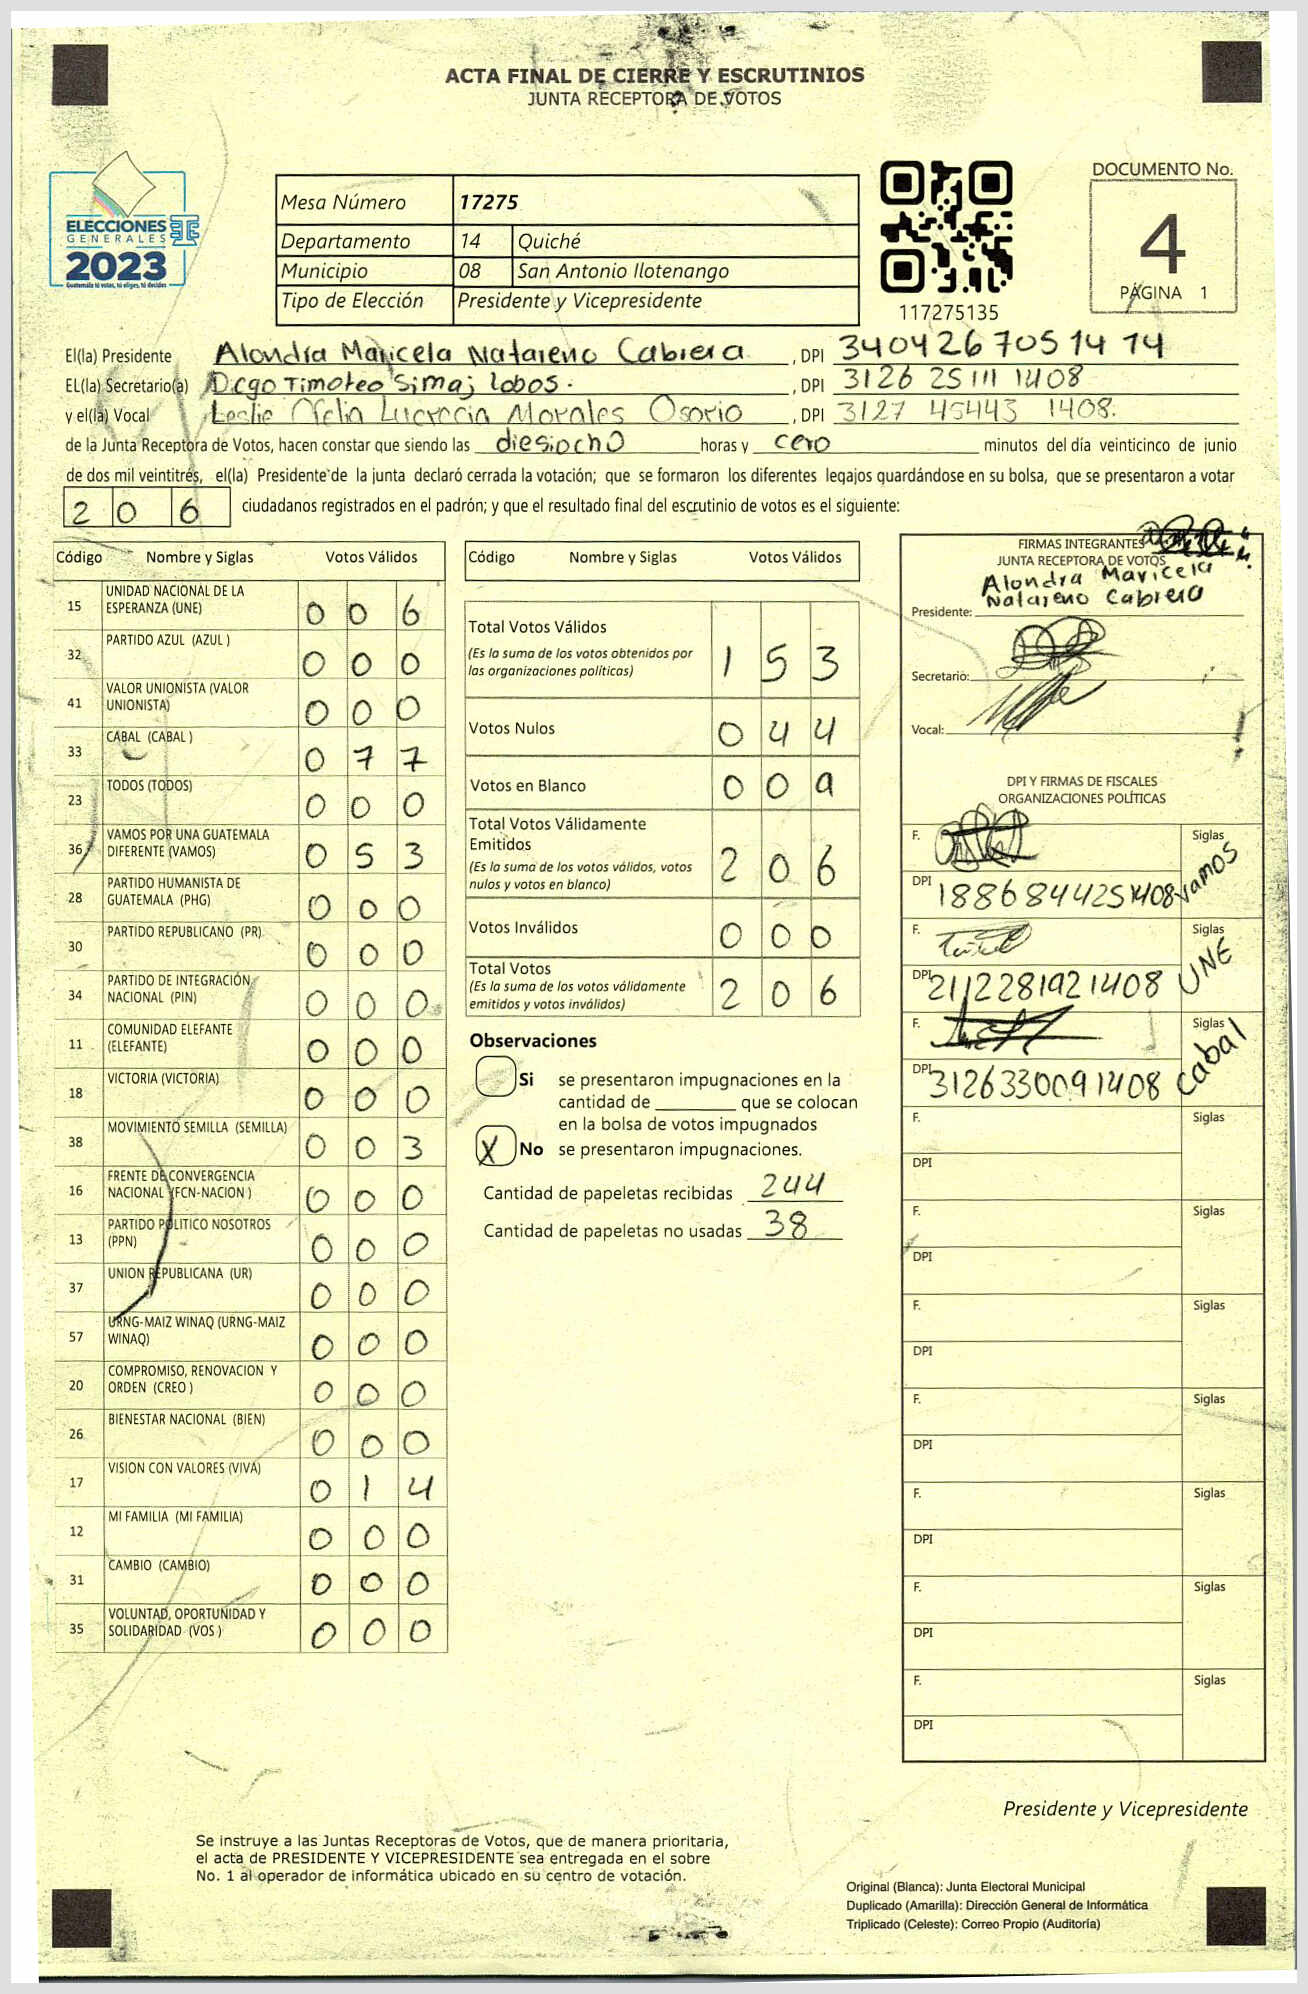 ACTA FINAL DE CIERRE Y ESCRUTINIOS
JUNTA RECEPTORA DE VOTOS
ELECCIONES
GENERALES
2023
Guatemala tú votas, tú eliges, tú decides
Mesa Número 17275
Departamento 14 Quiché
Municipio 08 San Antonio Ilotenango
Tipo de Elección Presidente y Vicepresidente
117275135
DOCUMENTO No.
4
PÁGINA 1
El(la) Presidente Alondra Maricela Natareno Cabrera, DPI 3404267051414
EL(la) Secretario(a) Diego Timoteo Simaj lobos., DPI 3126 25111 1408
y el(la) Vocal Leslie Ofelia Lucrecia Morales Osorio, DPI 3127 45443 1408.
de la Junta Receptora de Votos, hacen constar que siendo las diesiocho horas y cero minutos del día veinticinco de junio
de dos mil veintitrés, el(la) Presidente de la junta declaró cerrada la votación; que se formaron los diferentes legajos guardándose en su bolsa, que se presentaron a votar
2 0 6 ciudadanos registrados en el padrón; y que el resultado final del escrutinio de votos es el siguiente:
Código Nombre y Siglas Votos Válidos
15 UNIDAD NACIONAL DE LA
ESPERANZA (UNE) 0 0 6
32 PARTIDO AZUL (AZUL ) 0 0 0
41 VALOR UNIONISTA (VALOR
UNIONISTA) 0 0 0
33 CABAL (CABAL ) 0 7 7
23 TODOS (TODOS) 0 0 0
36 VAMOS POR UNA GUATEMALA
DIFERENTE (VAMOS) 0 5 3
28 PARTIDO HUMANISTA DE
GUATEMALA (PHG) 0 0 0
30 PARTIDO REPUBLICANO (PR) 0 0 0
34 PARTIDO DE INTEGRACIÓN
NACIONAL (PIN) 0 0 0
11 COMUNIDAD ELEFANTE
(ELEFANTE) 0 0 0
18 VICTORIA (VICTORIA) 0 0 0
38 MOVIMIENTO SEMILLA (SEMILLA) 0 0 3
16 FRENTE DE CONVERGENCIA
NACIONAL (FCN-NACION ) 0 0 0
13 PARTIDO POLITICO NOSOTROS
(PPN) 0 0 0
37 UNION REPUBLICANA (UR) 0 0 0
57 URNG-MAIZ WINAQ (URNG-MAIZ
WINAQ) 0 0 0
20 COMPROMISO, RENOVACION Y
ORDEN (CREO ) 0 0 0
26 BIENESTAR NACIONAL (BIEN) 0 0 0
17 VISION CON VALORES (VIVA) 0 1 4
12 MI FAMILIA (MI FAMILIA) 0 0 0
31 CAMBIO (CAMBIO) 0 0 0
35 VOLUNTAD, OPORTUNIDAD Y
SOLIDARIDAD (VOS ) 0 0 0
Código Nombre y Siglas Votos Válidos
Total Votos Válidos
(Es la suma de los votos obtenidos por
las organizaciones políticas) 1 5 3
Votos Nulos 0 4 4
Votos en Blanco 0 0 9
Total Votos Válidamente
Emitidos
(Es la suma de los votos válidos, votos
nulos y votos en blanco) 2 0 6
Votos Inválidos 0 0 0
Total Votos
(Es la suma de los votos válidamente
emitidos y votos inválidos) 2 0 6
Observaciones
Si se presentaron impugnaciones en la
cantidad de ________ que se colocan
en la bolsa de votos impugnados
X No se presentaron impugnaciones.
Cantidad de papeletas recibidas 244
Cantidad de papeletas no usadas 38
FIRMAS INTEGRANTES
JUNTA RECEPTORA DE VOTOS
Alondra Maricela
Presidente: Natareno Cabrera
Secretario:
Vocal:
DPI Y FIRMAS DE FISCALES
ORGANIZACIONES POLÍTICAS
F. Siglas
DPI 1886844251408 Vamos
F. Siglas
DPI 2112281921408 UNE
F. Siglas
DPI 3126330091408 Cabal
F. Siglas
DPI
F. Siglas
DPI
F. Siglas
DPI
F. Siglas
DPI
F. Siglas
DPI
F. Siglas
DPI
F. Siglas
DPI
Presidente y Vicepresidente
Se instruye a las Juntas Receptoras de Votos, que de manera prioritaria,
el acta de PRESIDENTE Y VICEPRESIDENTE sea entregada en el sobre
No. 1 al operador de informática ubicado en su centro de votación.
Original (Blanca): Junta Electoral Municipal
Duplicado (Amarilla): Dirección General de Informática
Triplicado (Celeste): Correo Propio (Auditoría)